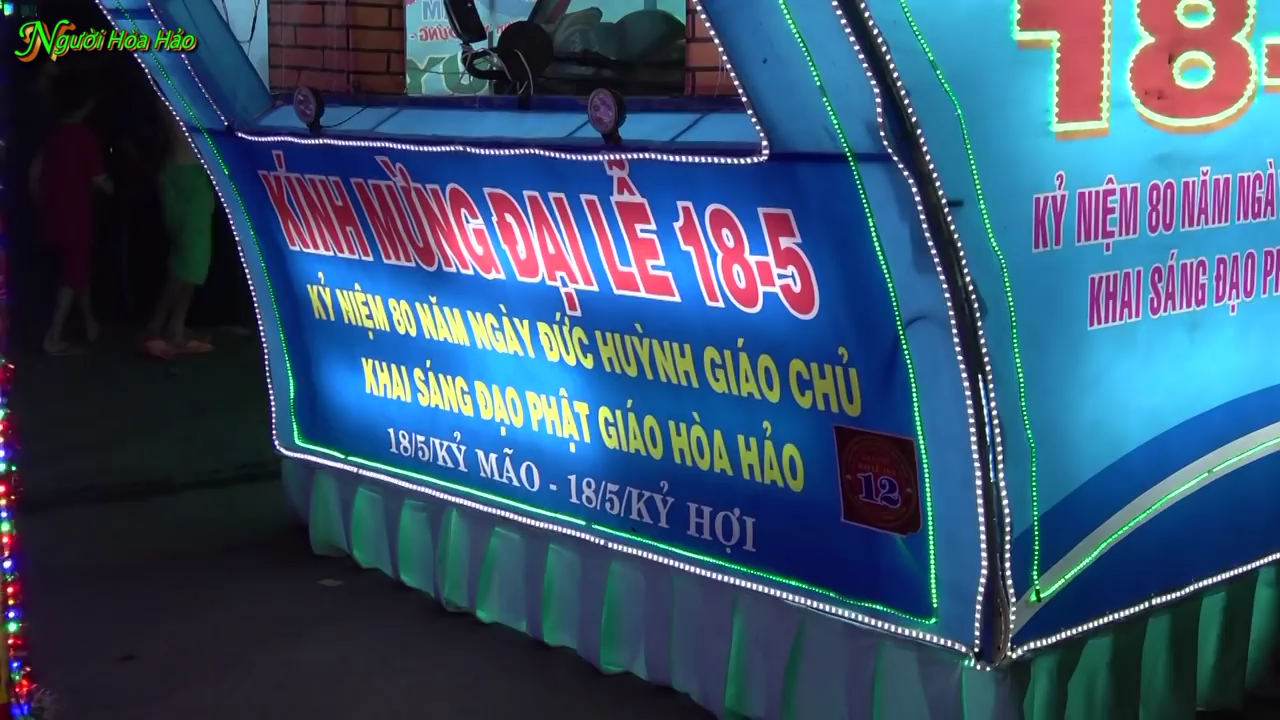 Người Hòa Hảo
KÍNH MỪNG ĐẠI LỄ 18-5
KỶ NIỆM 80 NĂM NGÀY ĐỨC HUỲNH GIÁO CHỦ
KHAI SÁNG ĐẠO PHẬT GIÁO HÒA HẢO
18/5/KỶ MÃO - 18/5/KỶ HỢI
12
18-
KỶ NIỆM 80 NĂM NGÀ
KHAI SÁNG ĐẠO PH